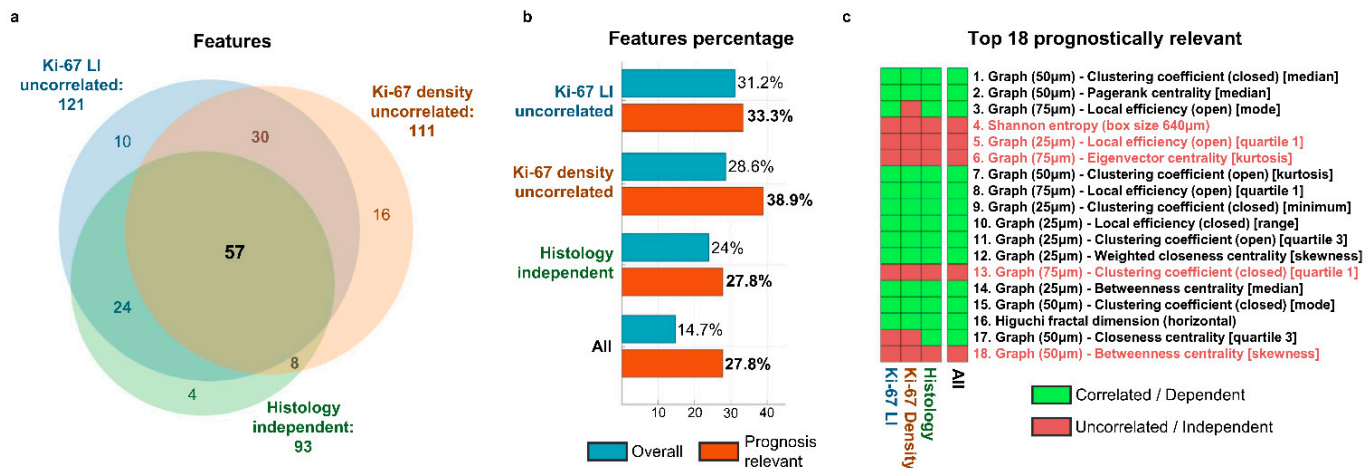 a
Features
Ki-67 LI
uncorrelated:
121
Ki-67 density
uncorrelated:
111
10
30
16
57
24
8
4
Histology
independent:
93
b
Features percentage
Ki-67 LI
uncorrelated
31.2%
33.3%
Ki-67 density
uncorrelated
28.6%
38.9%
Histology
independent
24%
27.8%
All
14.7%
27.8%
10 20 30 40
Overall
Prognosis
relevant
c
Top 18 prognostically relevant
1. Graph (50µm) - Clustering coefficient (closed) [median]
2. Graph (50µm) - Pagerank centrality [median]
3. Graph (75µm) - Local efficiency (open) [mode]
4. Shannon entropy (box size 640µm)
5. Graph (25µm) - Local efficiency (open) [quartile 1]
6. Graph (75µm) - Eigenvector centrality [kurtosis]
7. Graph (50µm) - Clustering coefficient (open) [kurtosis]
8. Graph (75µm) - Local efficiency (open) [quartile 1]
9. Graph (25µm) - Clustering coefficient (closed) [minimum]
10. Graph (25µm) - Local efficiency (closed) [range]
11. Graph (25µm) - Clustering coefficient (open) [quartile 3]
12. Graph (25µm) - Weighted closeness centrality [skewness]
13. Graph (75µm) - Clustering coefficient (closed) [quartile 1]
14. Graph (25µm) - Betweenness centrality [median]
15. Graph (50µm) - Clustering coefficient (closed) [mode]
16. Higuchi fractal dimension (horizontal)
17. Graph (50µm) - Closeness centrality [quartile 3]
18. Graph (50µm) - Betweenness centrality [skewness]
Ki-67 LI
Ki-67 Density
Histology
All
Correlated / Dependent
Uncorrelated / Independent